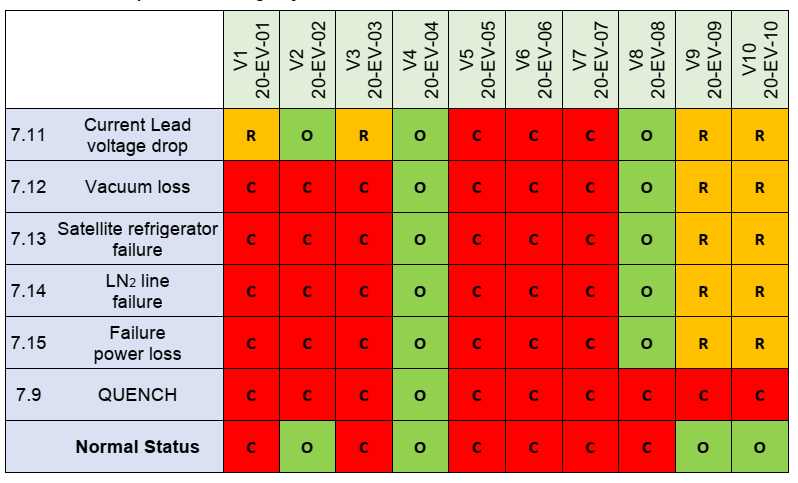 V1 20-EV-01
V2 20-EV-02
V3 20-EV-03
V4 20-EV-04
V5 20-EV-05
V6 20-EV-06
V7 20-EV-07
V8 20-EV-08
V9 20-EV-09
V10 20-EV-10
7.11 Current Lead voltage drop R O R O C C C O R R
7.12 Vacuum loss C C C O C C C O R R
7.13 Satellite refrigerator failure C C C O C C C O R R
7.14 LN2 line failure C C C O C C C O R R
7.15 Failure power loss C C C O C C C O R R
7.9 QUENCH C C C O C C C C C C
Normal Status C O C O C C C C O O